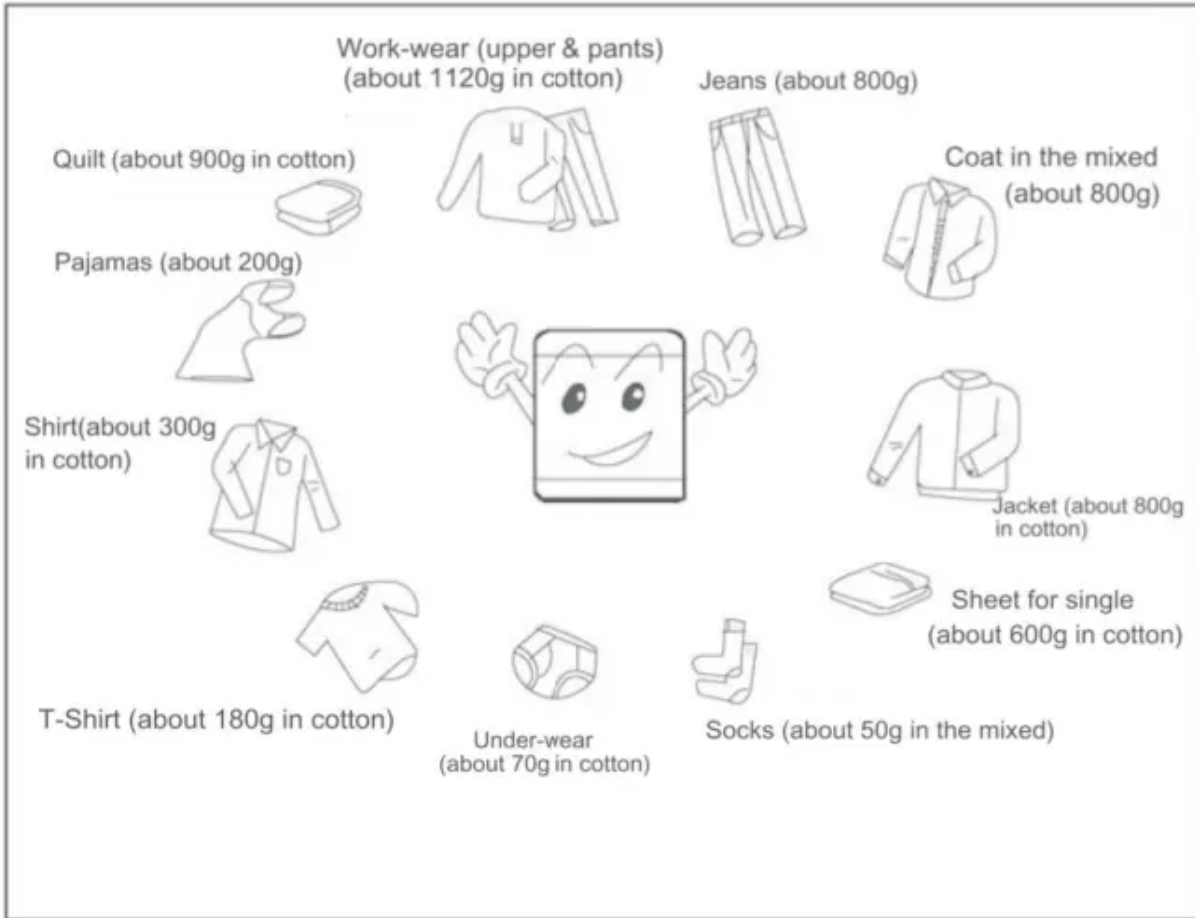 Work-wear (upper & pants)
(about 1120g in cotton)
Jeans (about 800g)
Quilt (about 900g in cotton)
Coat in the mixed
(about 800g)
Pajamas (about 200g)
Shirt(about 300g
in cotton)
Jacket (about 800g
in cotton)
Sheet for single
(about 600g in cotton)
T-Shirt (about 180g in cotton)
Under-wear
(about 70g in cotton)
Socks (about 50g in the mixed)